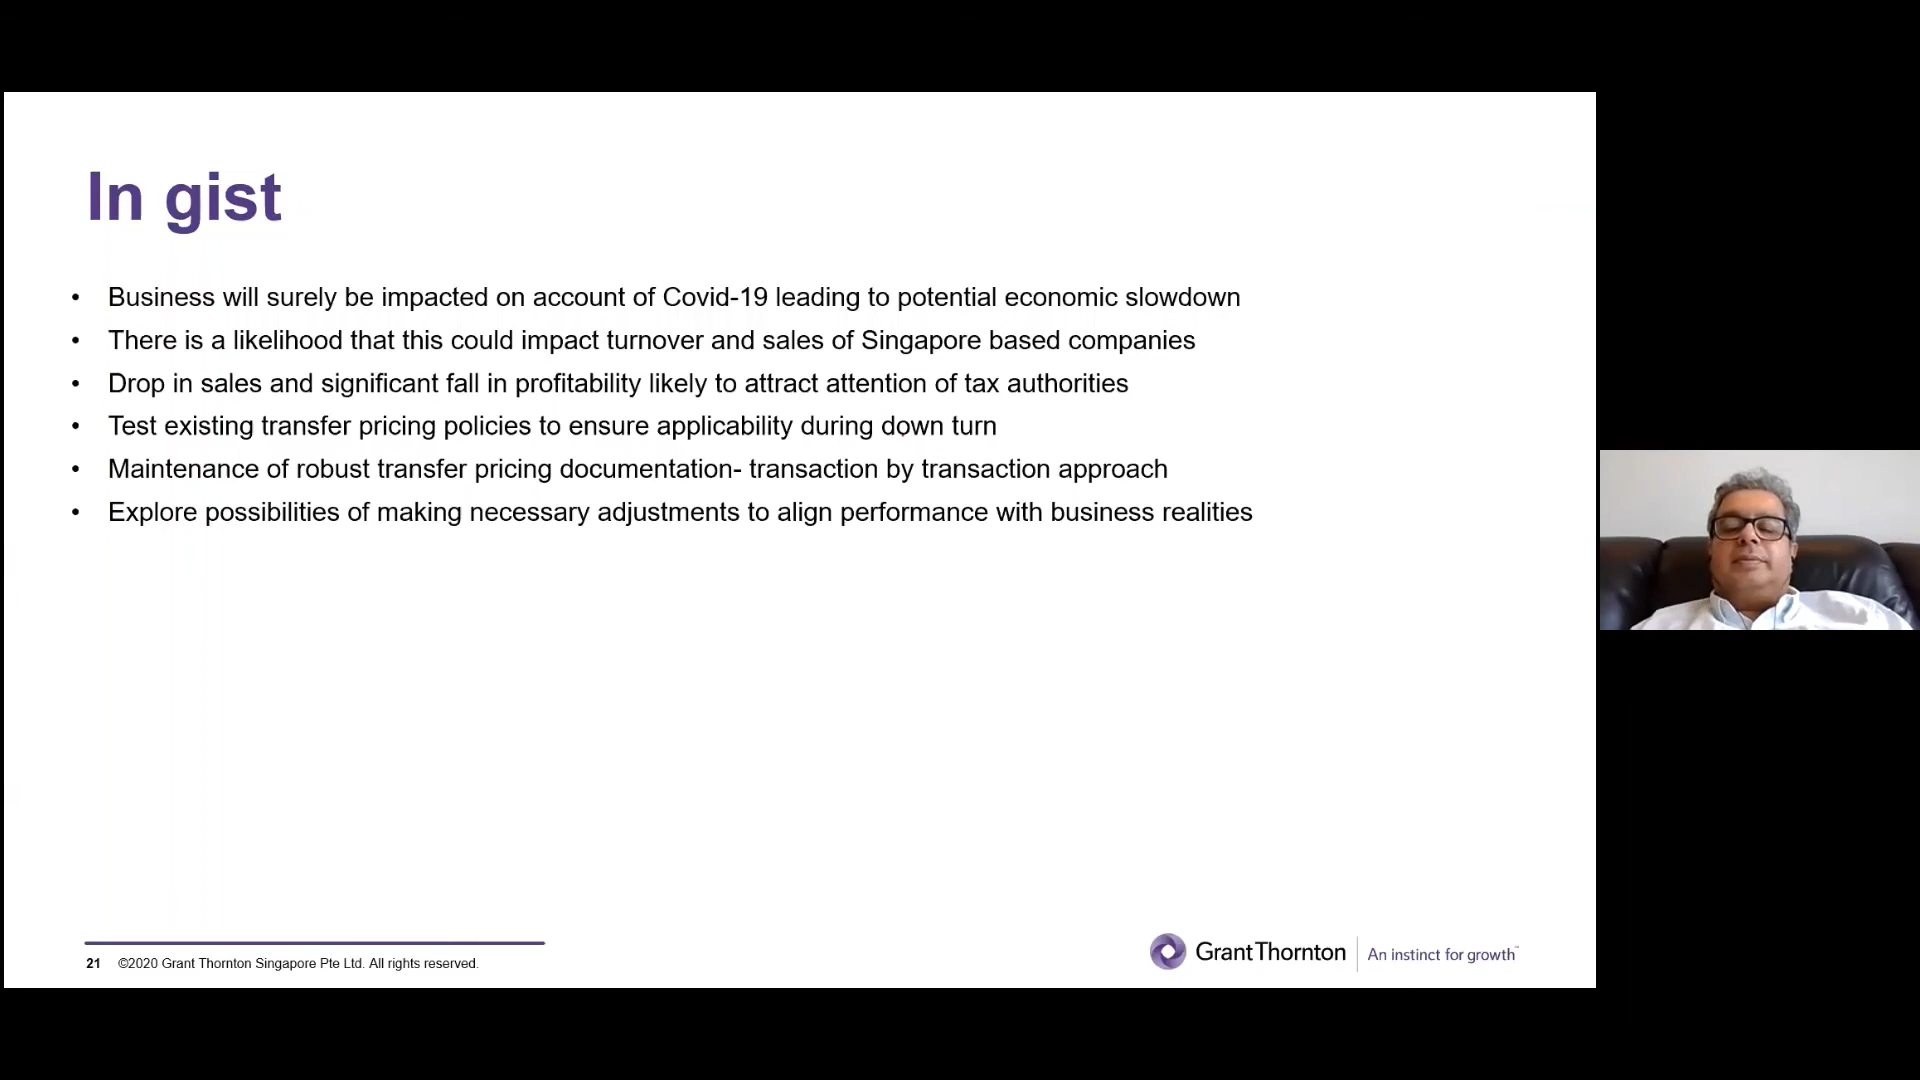 In gist
• Business will surely be impacted on account of Covid-19 leading to potential economic slowdown
• There is a likelihood that this could impact turnover and sales of Singapore based companies
• Drop in sales and significant fall in profitability likely to attract attention of tax authorities
• Test existing transfer pricing policies to ensure applicability during down turn
• Maintenance of robust transfer pricing documentation- transaction by transaction approach
• Explore possibilities of making necessary adjustments to align performance with business realities
21 ©2020 Grant Thornton Singapore Pte Ltd. All rights reserved.
GrantThornton
An instinct for growth™